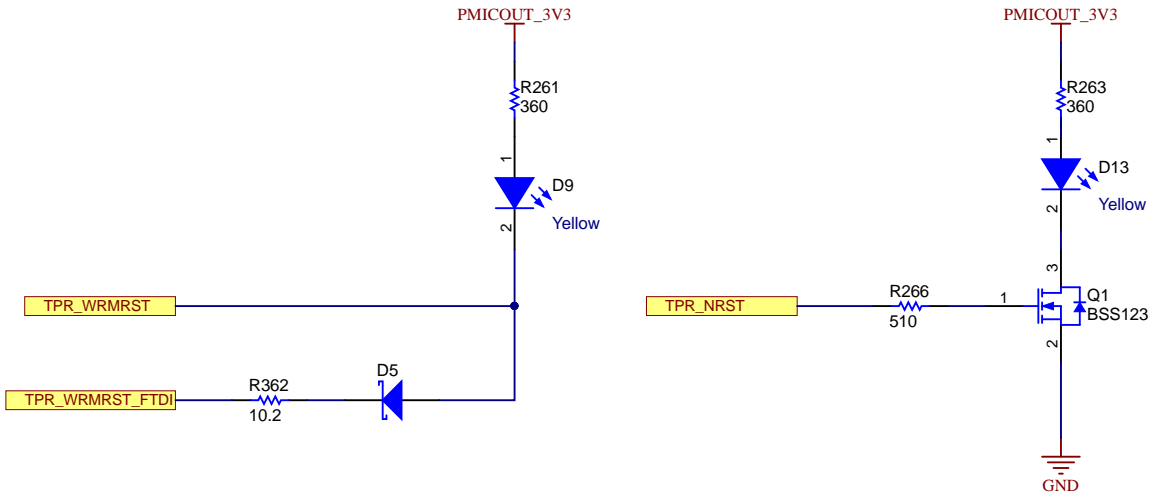 PMICOUT_3V3
R261
360
1
D9
Yellow
2
TPR_WRMRST
TPR_WRMRST_FTDI
R362
10.2
D5
PMICOUT_3V3
R263
360
1
D13
Yellow
2
3
TPR_NRST
R266
510
1
Q1
BSS123
2
GND